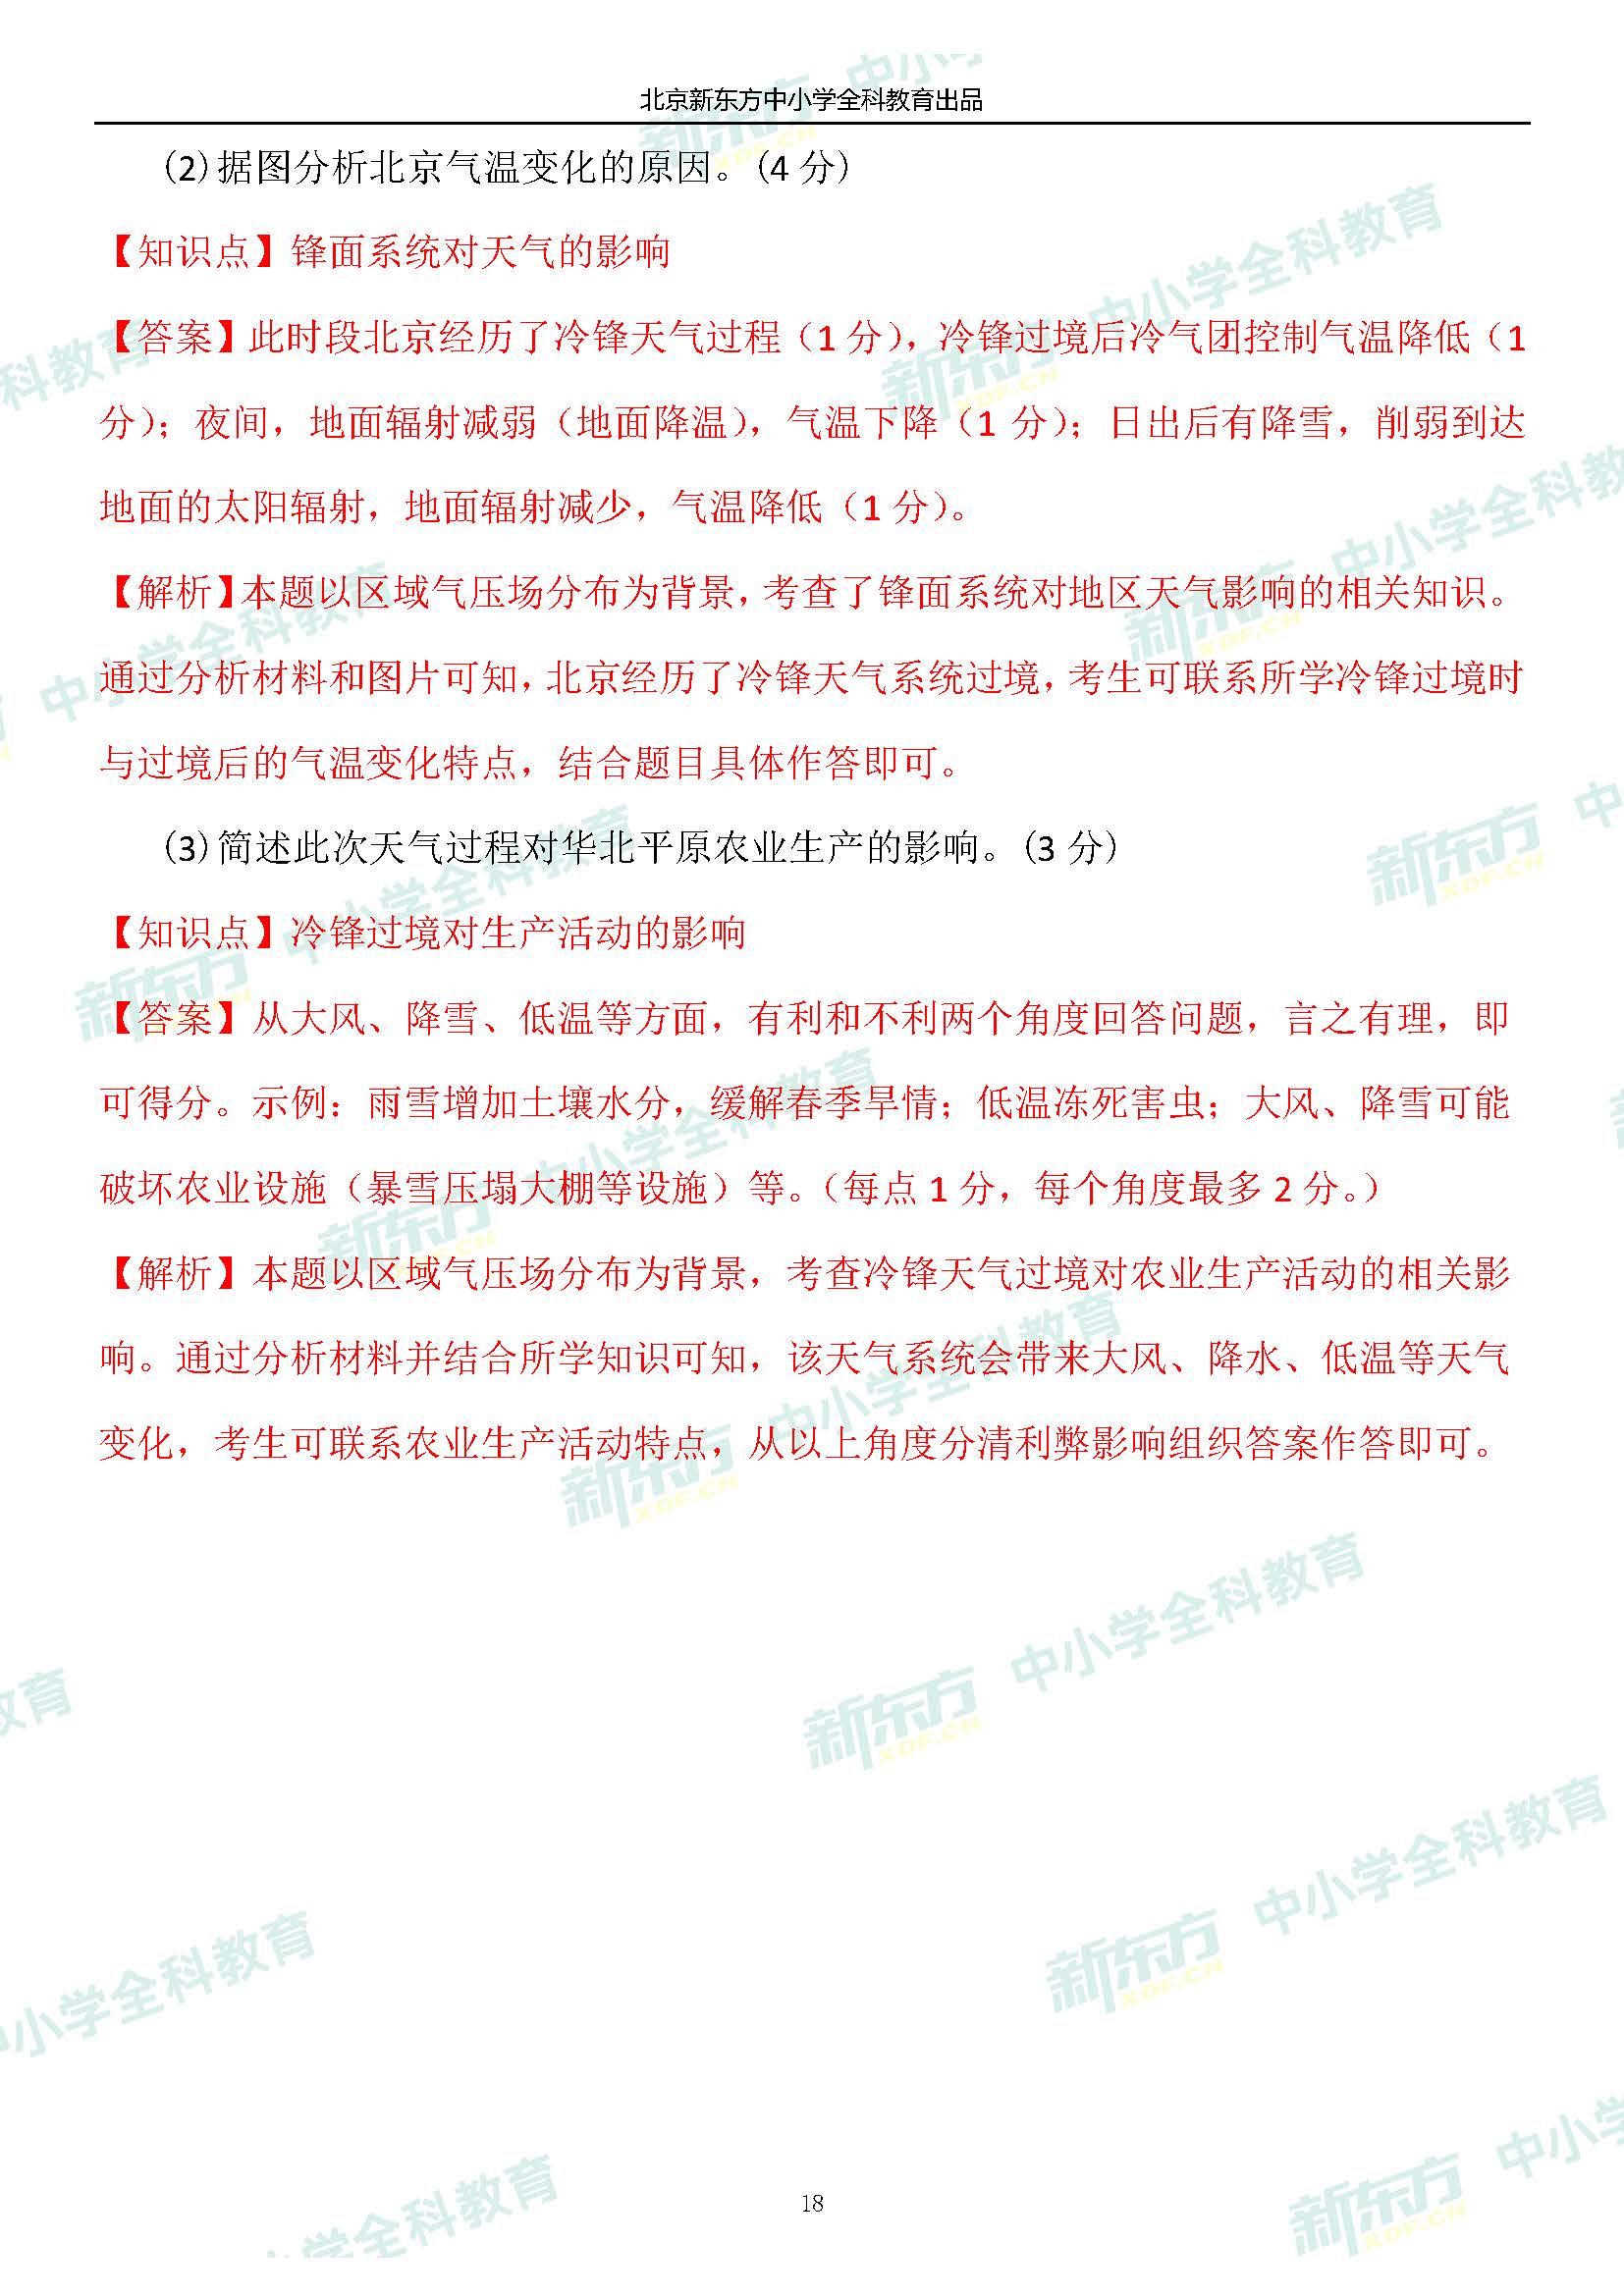 北京新东方中小学全科教育出品
(2)据图分析北京气温变化的原因。(4 分)
【知识点】锋面系统对天气的影响
【答案】此时段北京经历了冷锋天气过程（1 分），冷锋过境后冷气团控制气温降低（1
分）；夜间，地面辐射减弱（地面降温），气温下降（1 分）；日出后有降雪，削弱到达
地面的太阳辐射，地面辐射减少，气温降低（1 分）。
【解析】本题以区域气压场分布为背景，考查了锋面系统对地区天气影响的相关知识。
通过分析材料和图片可知，北京经历了冷锋天气系统过境，考生可联系所学冷锋过境时
与过境后的气温变化特点，结合题目具体作答即可。
(3)简述此次天气过程对华北平原农业生产的影响。(3 分)
【知识点】冷锋过境对生产活动的影响
【答案】从大风、降雪、低温等方面，有利和不利两个角度回答问题，言之有理，即
可得分。示例：雨雪增加土壤水分，缓解春季旱情；低温冻死害虫；大风、降雪可能
破坏农业设施（暴雪压塌大棚等设施）等。（每点 1 分，每个角度最多 2 分。）
【解析】本题以区域气压场分布为背景，考查冷锋天气过境对农业生产活动的相关影
响。通过分析材料并结合所学知识可知，该天气系统会带来大风、降水、低温等天气
变化，考生可联系农业生产活动特点，从以上角度分清利弊影响组织答案作答即可。
新东方 XDF.CN 中小学全科教育
18